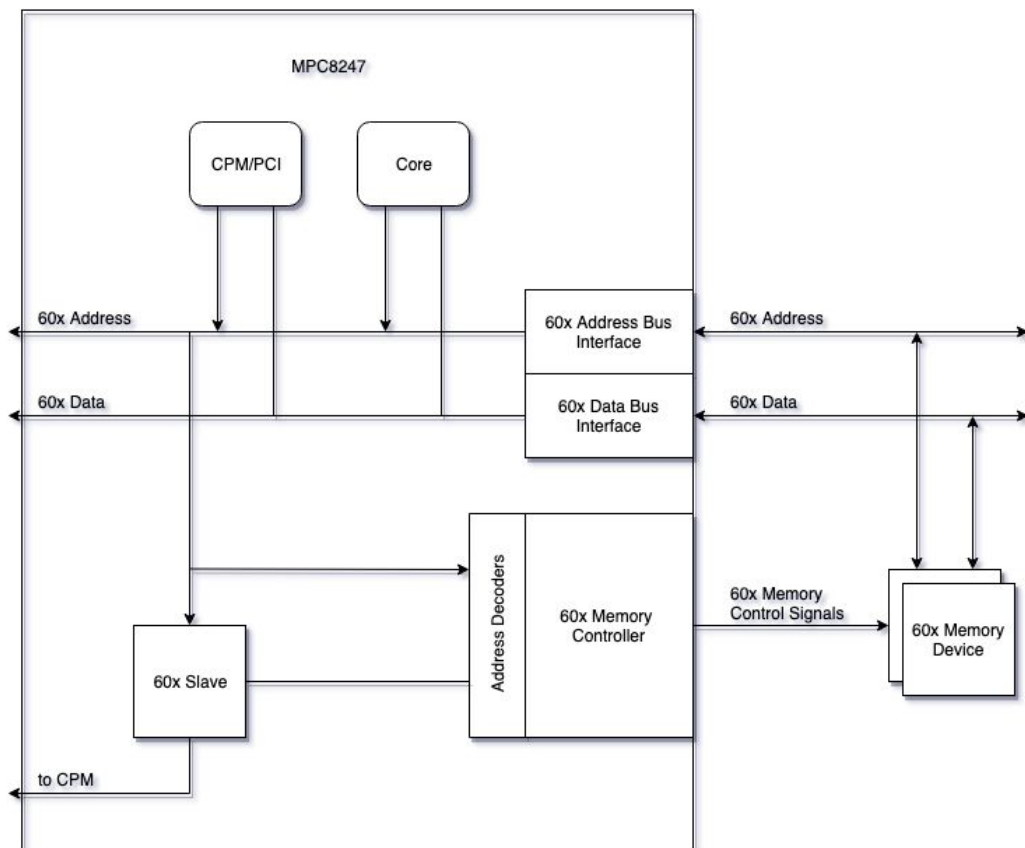 MPC8247
CPM/PCI
Core
60x Address
60x Address Bus
Interface
60x Address
60x Data
60x Data Bus
Interface
60x Data
Address Decoders
60x Memory
Controller
60x Memory
Control Signals
60x Memory
Device
60x Slave
to CPM